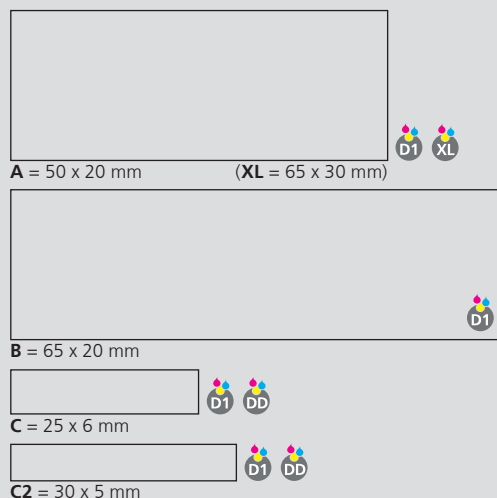 D1 XL
A = 50 x 20 mm (XL = 65 x 30 mm)
D1
B = 65 x 20 mm
D1 DD
C = 25 x 6 mm
D1 DD
C2 = 30 x 5 mm